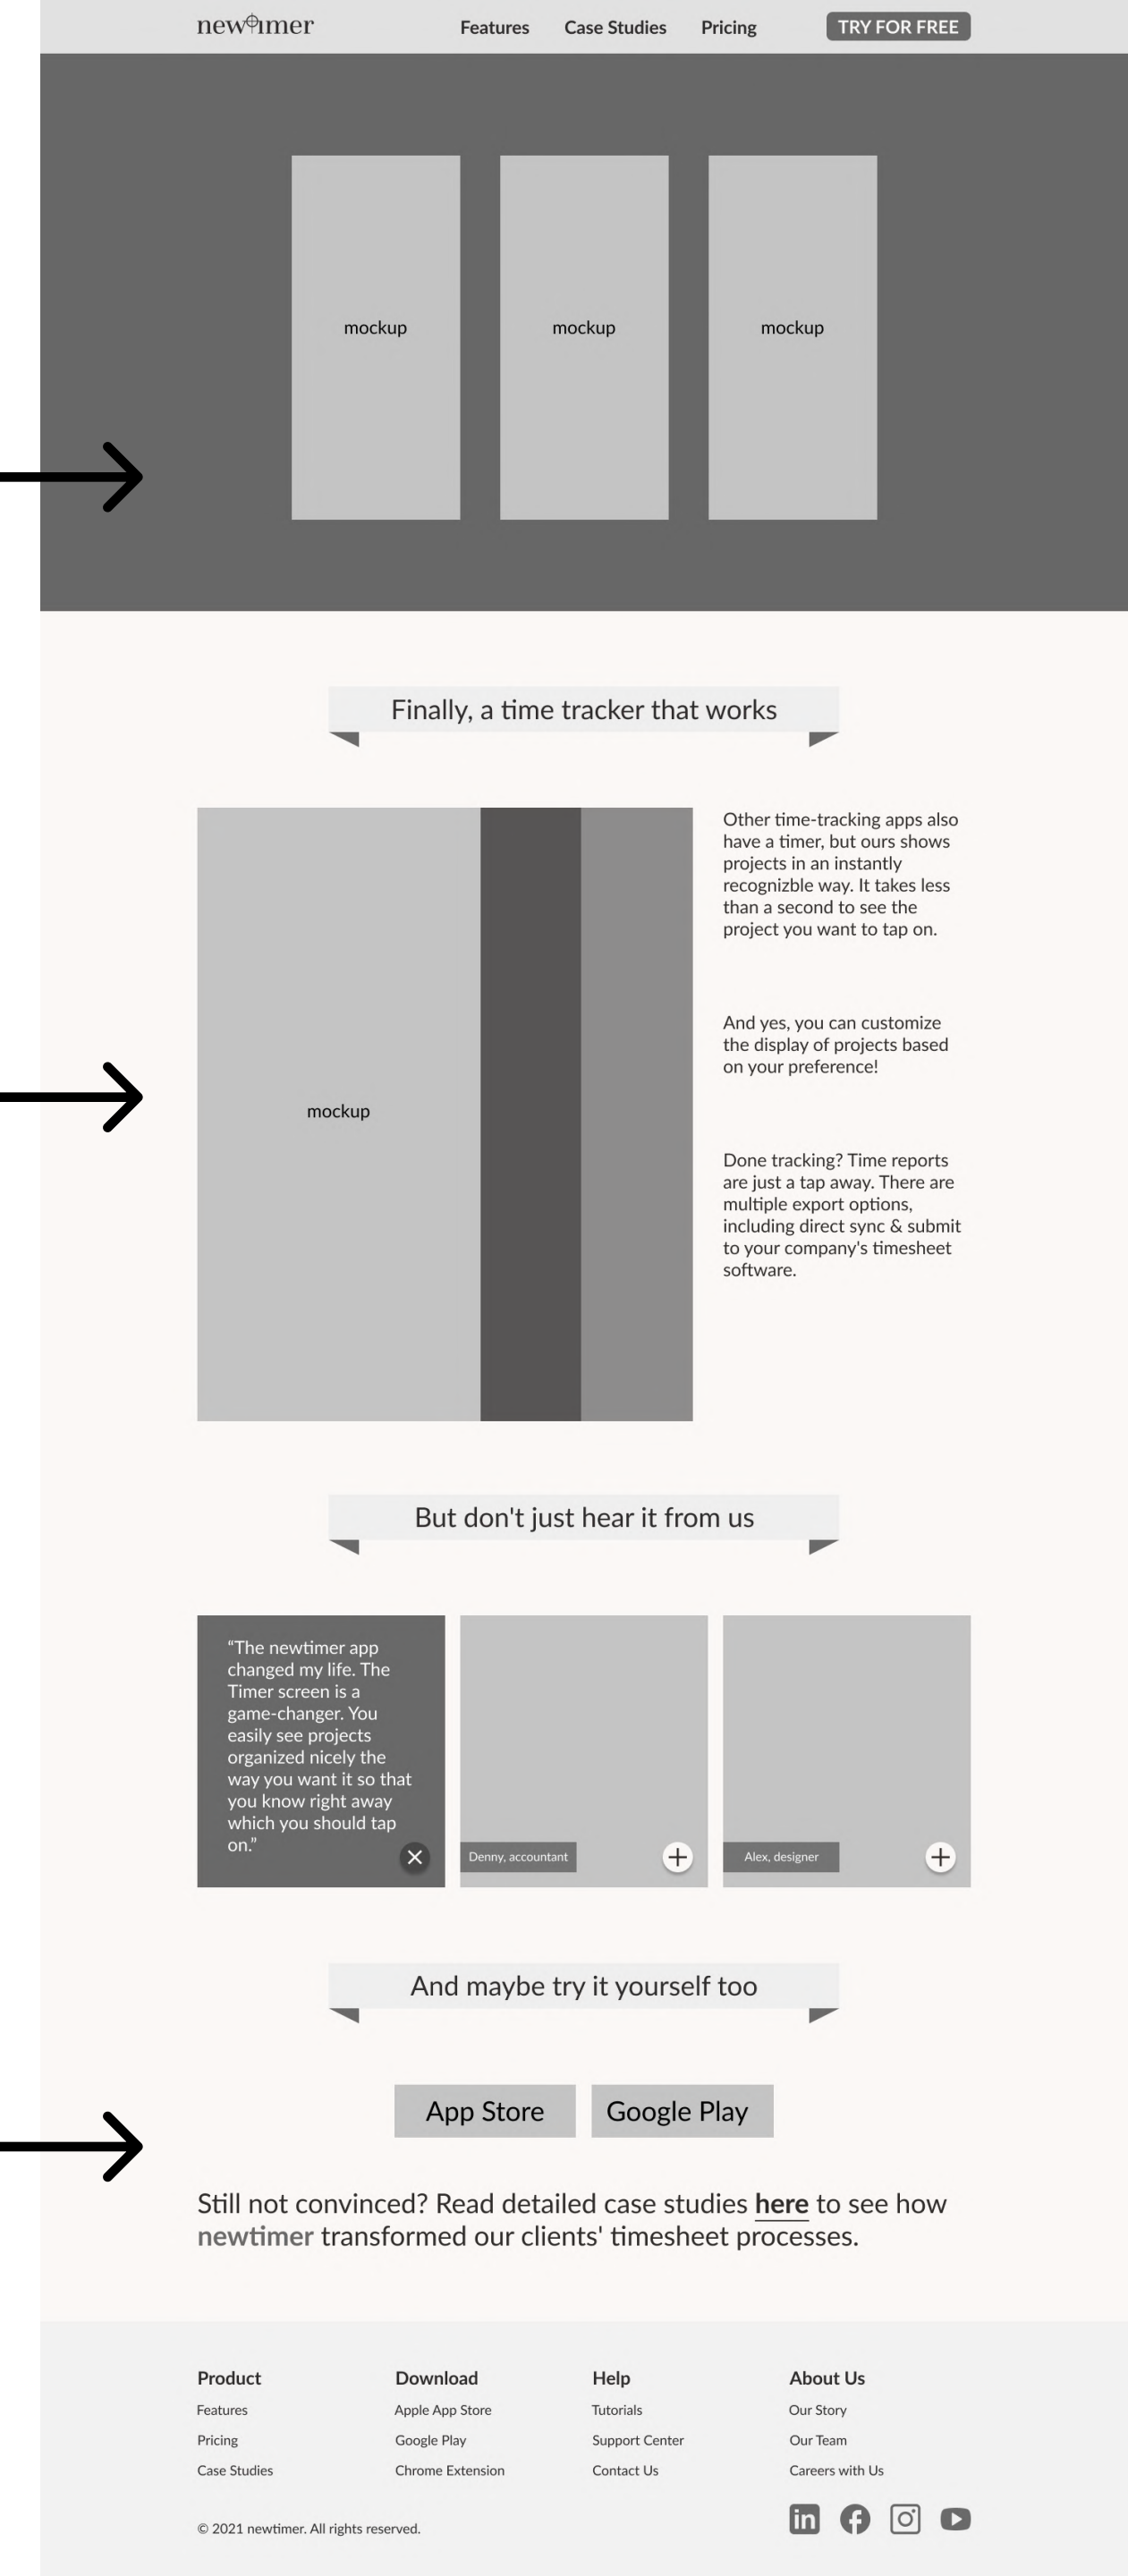 newtimer
Features Case Studies Pricing TRY FOR FREE
mockup mockup mockup
Finally, a time tracker that works
Other time-tracking apps also
have a timer, but ours shows
projects in an instantly
recognizble way. It takes less
than a second to see the
project you want to tap on.
And yes, you can customize
the display of projects based
on your preference!
mockup
Done tracking? Time reports
are just a tap away. There are
multiple export options,
including direct sync & submit
to your company's timesheet
software.
But don't just hear it from us
“The newtimer app
changed my life. The
Timer screen is a
game-changer. You
easily see projects
organized nicely the
way you want it so that
you know right away
which you should tap
on.”
Denny, accountant
Alex, designer
And maybe try it yourself too
App Store Google Play
Still not convinced? Read detailed case studies here to see how
newtimer transformed our clients' timesheet processes.
Product
Features
Pricing
Case Studies
Download
Apple App Store
Google Play
Chrome Extension
Help
Tutorials
Support Center
Contact Us
About Us
Our Story
Our Team
Careers with Us
© 2021 newtimer. All rights reserved.